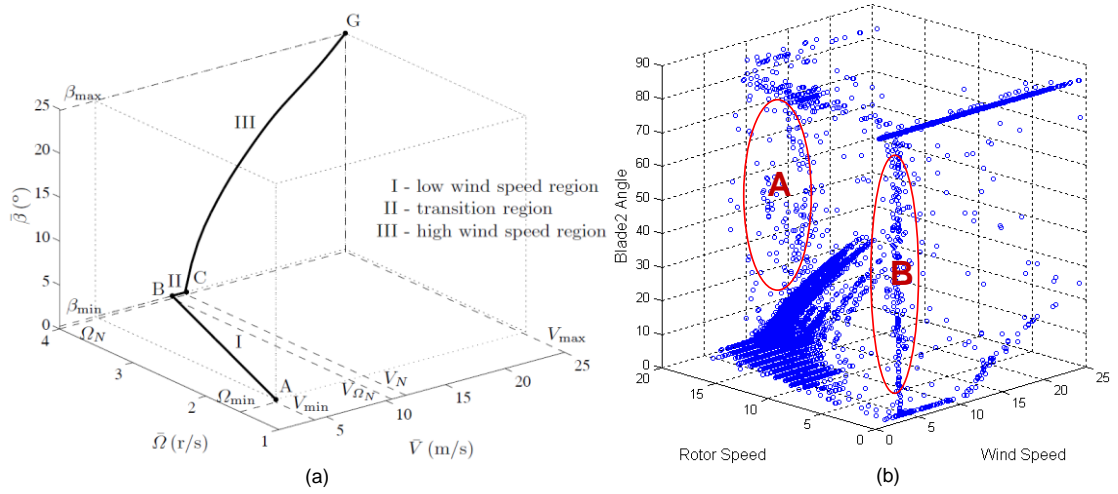 G
β_max
25
20
15
10
5
0
β̄ (°)
III
I - low wind speed region
II - transition region
III - high wind speed region
II
C
B
β_min
Ω_N
4
3
2
1
I
A
Ω_min
V_min
V_Ω_N
V_N
V_max
5
10
15
20
25
Ω̄ (r/s)
V̄ (m/s)
(a)
90
80
70
60
50
40
30
20
10
0
Blade2 Angle
A
B
20
15
10
5
0
Rotor Speed
0
5
10
15
20
25
Wind Speed
(b)